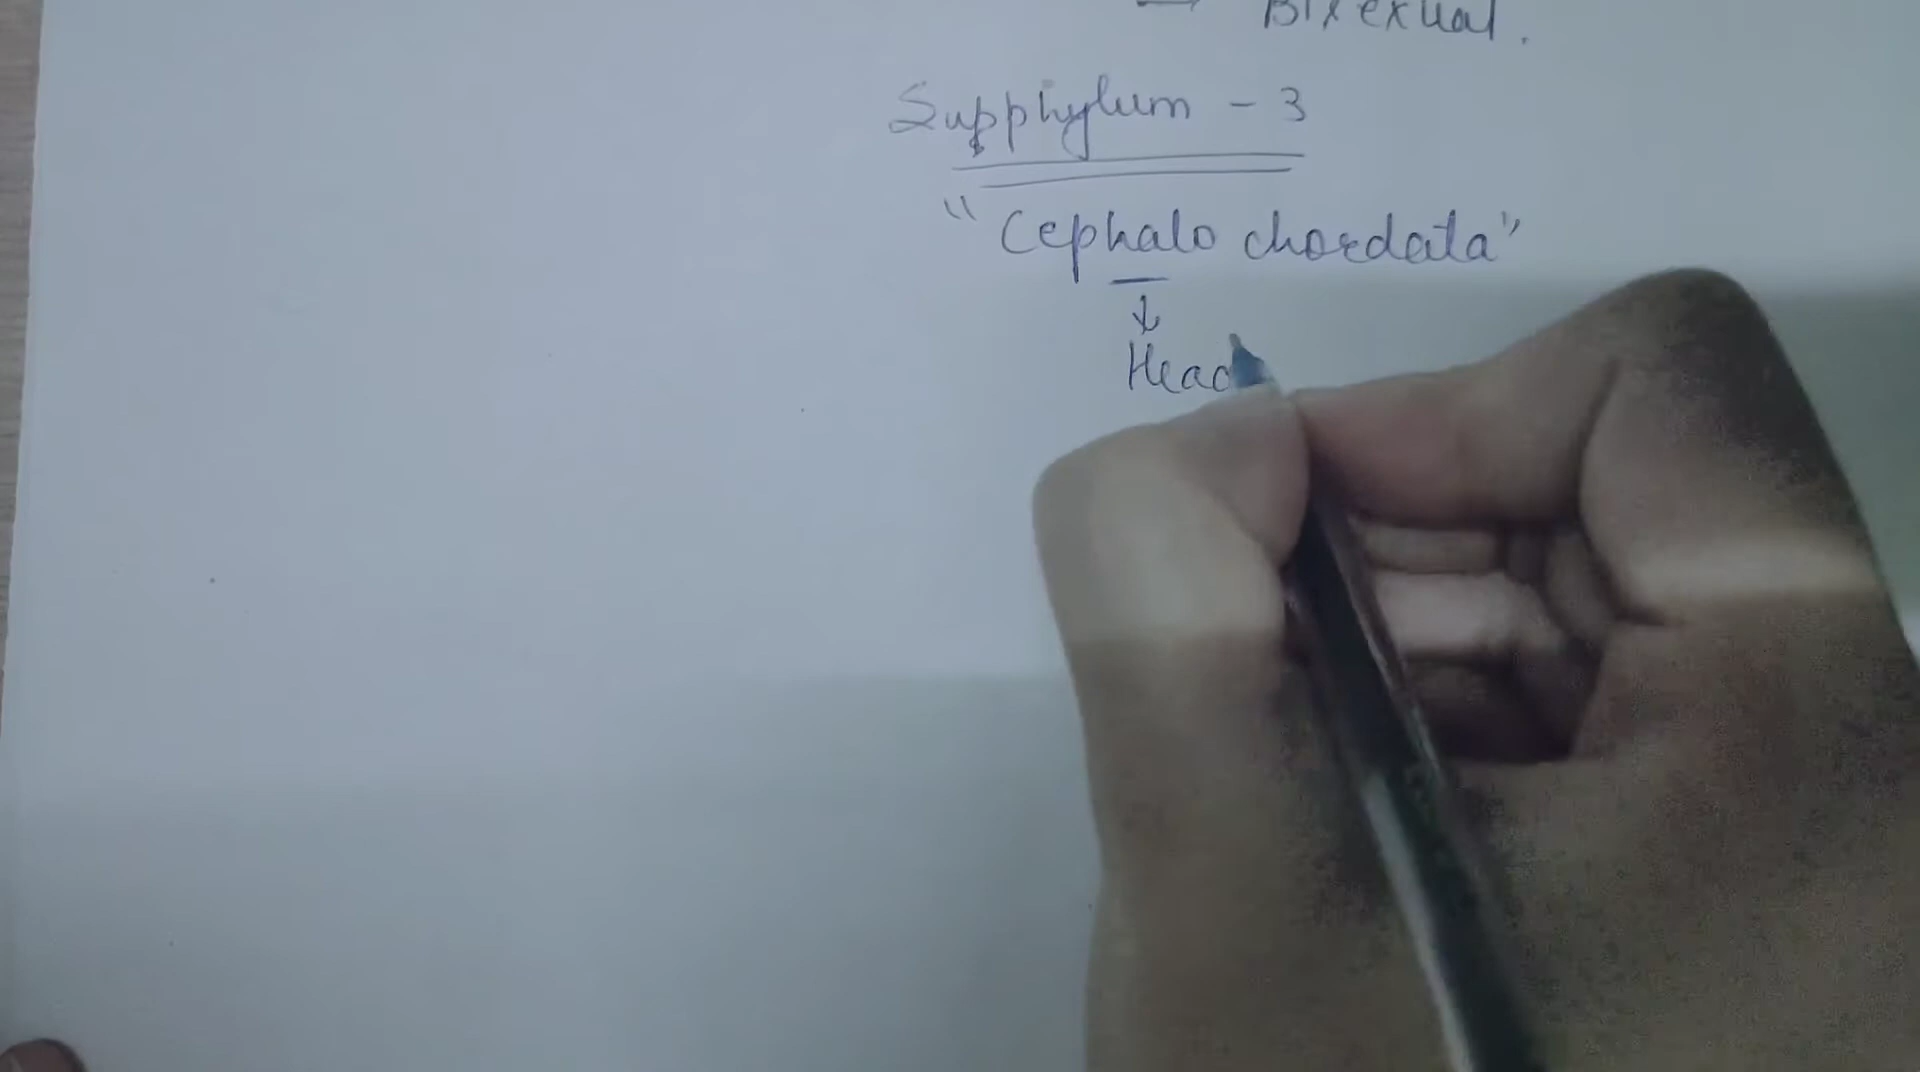 → Bisexual.
Supphylum - 3
"Cephalo chordata"
↓
Head